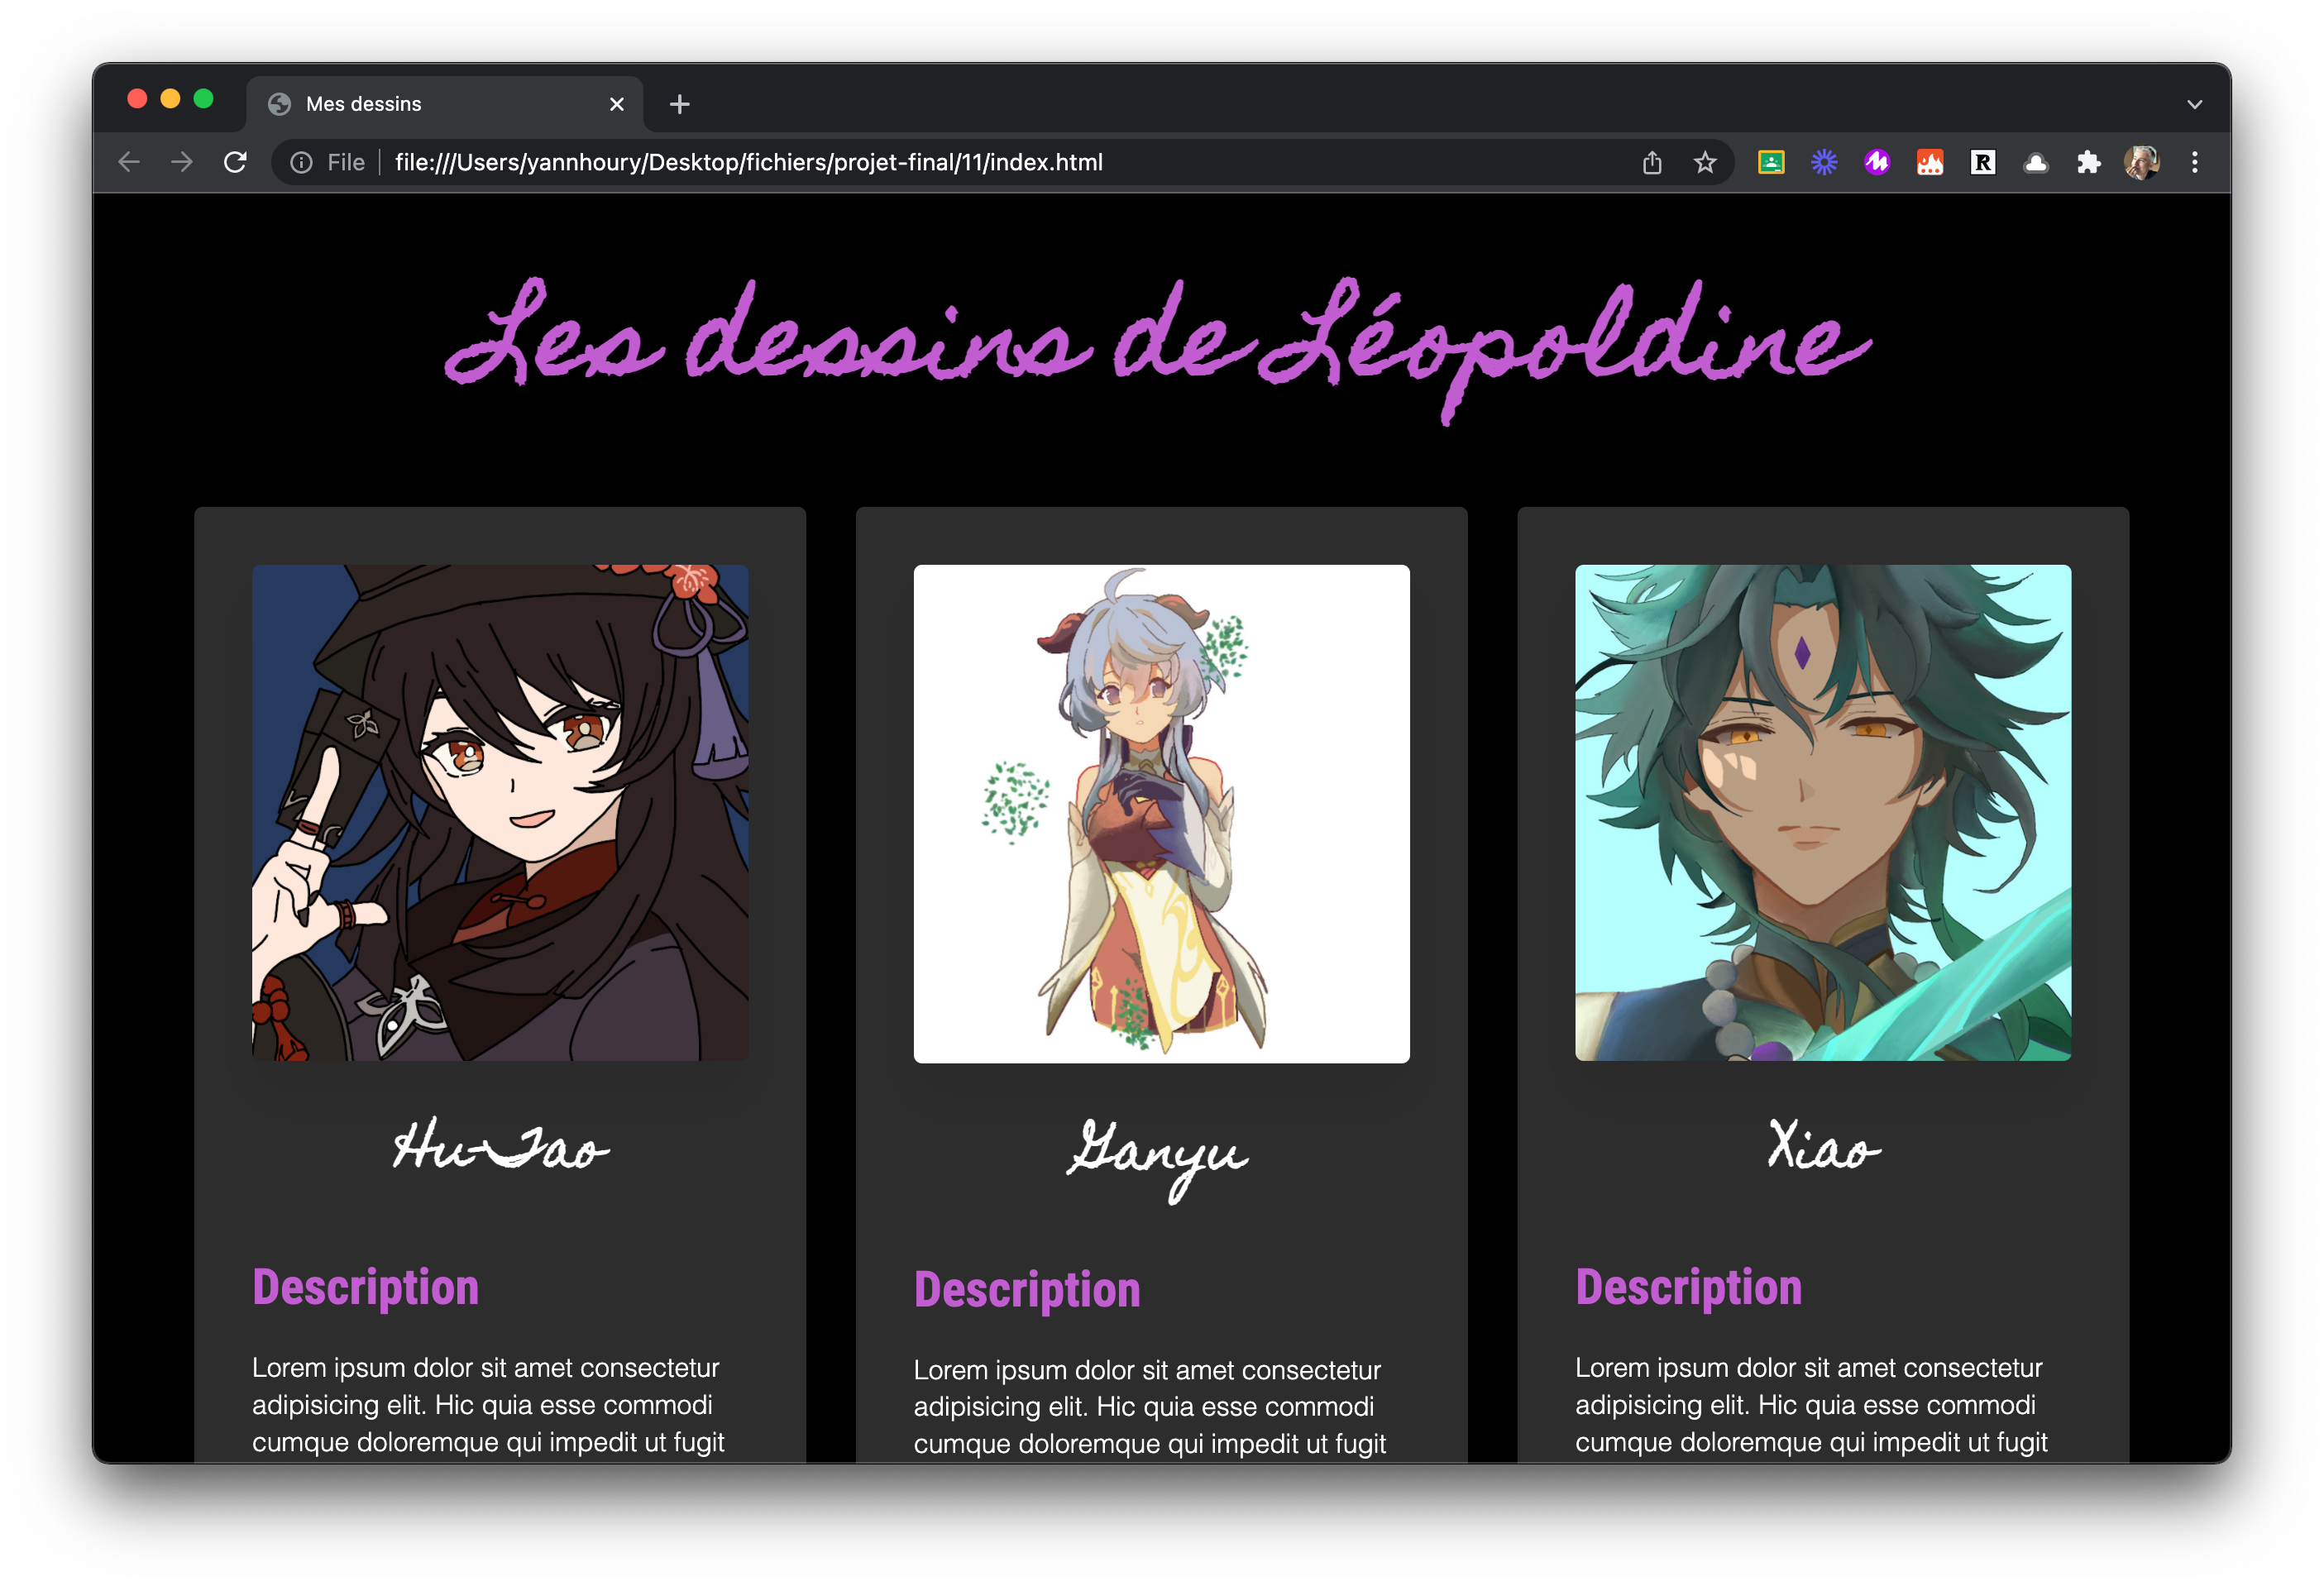 Mes dessins
File
file:///Users/yannhoury/Desktop/fichiers/projet-final/11/index.html
R
Les dessins de Léopoldine
Hu-Tao
Description
Lorem ipsum dolor sit amet consectetur
adipisicing elit. Hic quia esse commodi
cumque doloremque qui impedit ut fugit
Ganyu
Description
Lorem ipsum dolor sit amet consectetur
adipisicing elit. Hic quia esse commodi
cumque doloremque qui impedit ut fugit
Xiao
Description
Lorem ipsum dolor sit amet consectetur
adipisicing elit. Hic quia esse commodi
cumque doloremque qui impedit ut fugit